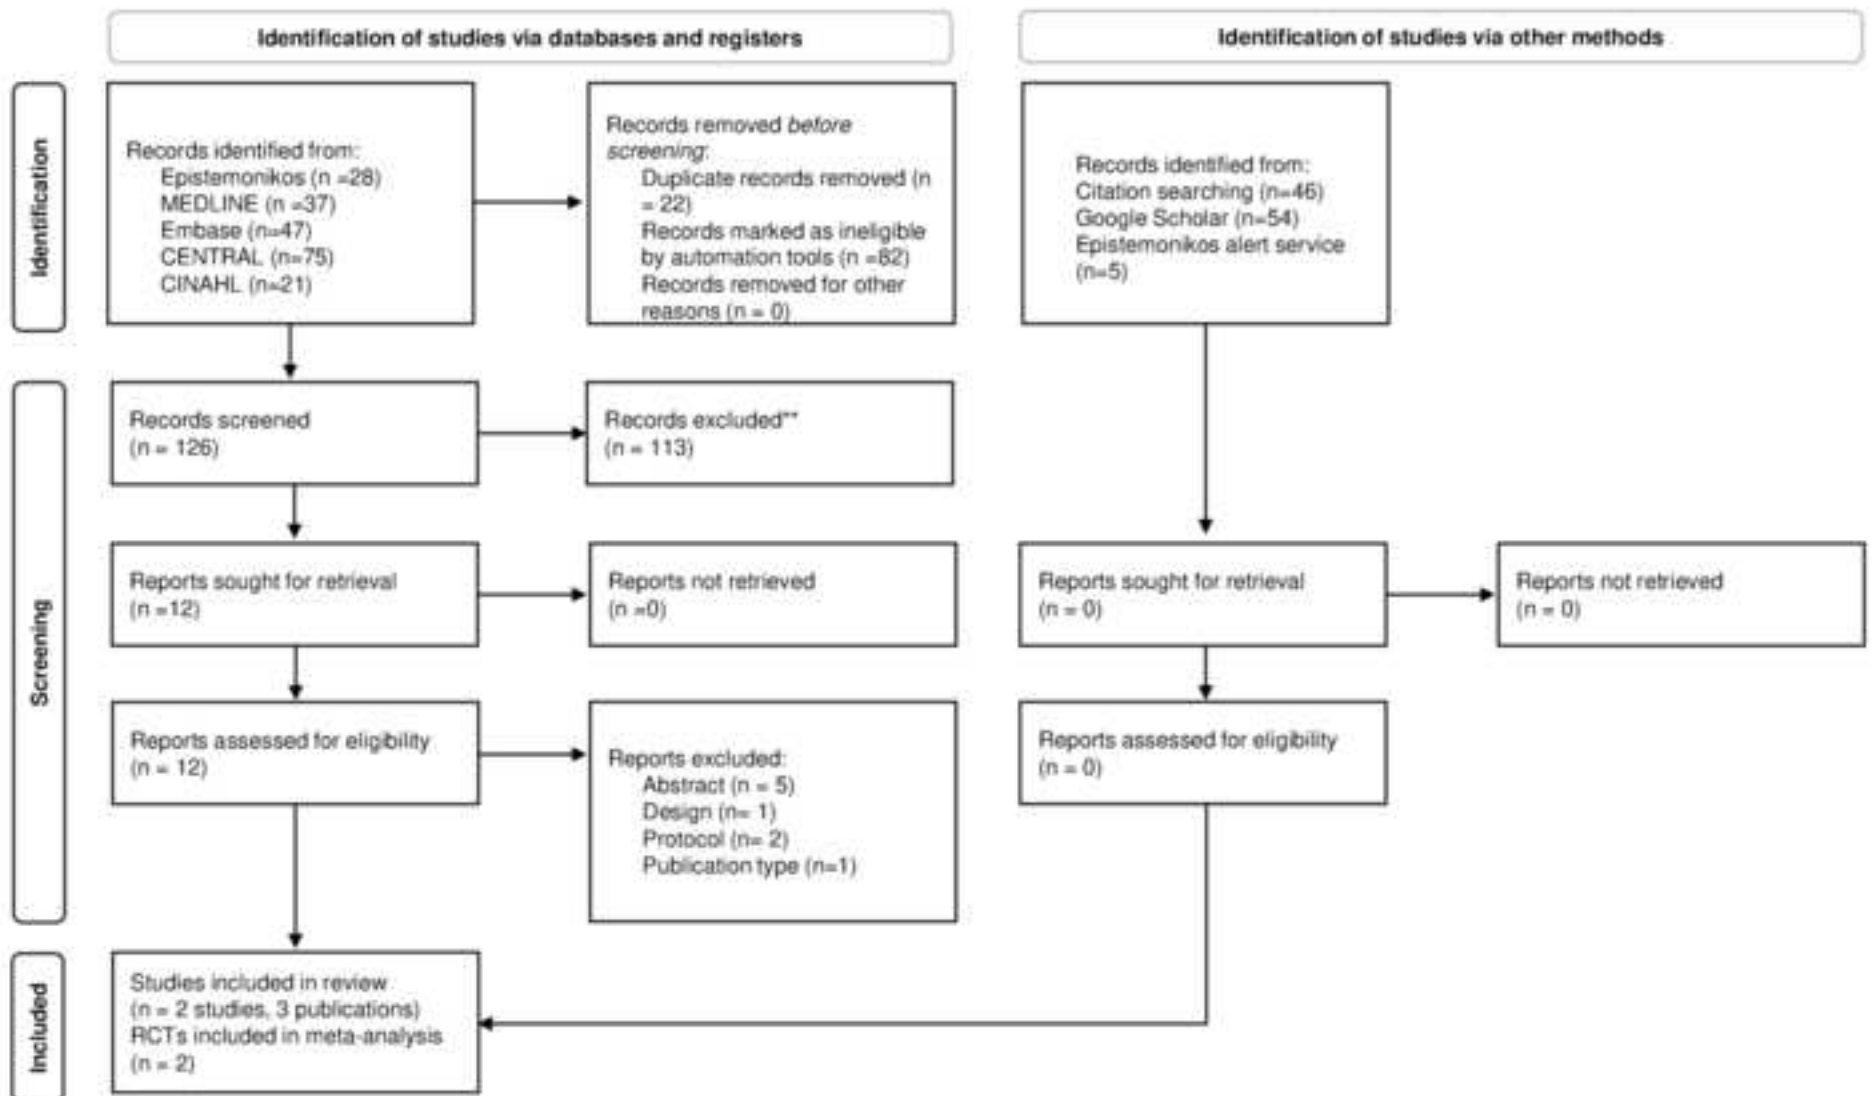 Identification of studies via databases and registers
Identification of studies via other methods
Identification
Records identified from:
Epistemonikos (n =28)
MEDLINE (n =37)
Embase (n=47)
CENTRAL (n=75)
CINAHL (n=21)
Records removed before
screening:
Duplicate records removed (n
= 22)
Records marked as ineligible
by automation tools (n =82)
Records removed for other
reasons (n = 0)
Records identified from:
Citation searching (n=46)
Google Scholar (n=54)
Epistemonikos alert service
(n=5)
Screening
Records screened
(n = 126)
Records excluded**
(n = 113)
Reports sought for retrieval
(n =12)
Reports not retrieved
(n =0)
Reports sought for retrieval
(n = 0)
Reports not retrieved
(n = 0)
Reports assessed for eligibility
(n = 12)
Reports excluded:
Abstract (n = 5)
Design (n= 1)
Protocol (n= 2)
Publication type (n=1)
Reports assessed for eligibility
(n = 0)
Included
Studies included in review
(n = 2 studies, 3 publications)
RCTs included in meta-analysis
(n = 2)